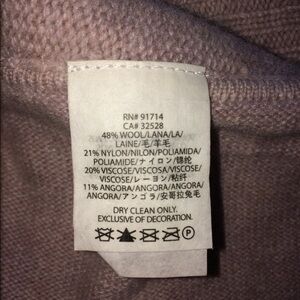 RN# 91714
CA# 32528
48% WOOL/LANA/LA/
LAINE/毛/羊毛
21% NYLON/NILON/POLIAMIDA/
POLIAMIDE/ナイロン/锦纶
20% VISCOSE/VISCOSA/VISCOSE/
VISCOSE/レーヨン/粘纤
11% ANGORA/ANGORA/ANGORA/
ANGORA/アンゴラ/安哥拉兔毛
DRY CLEAN ONLY.
EXCLUSIVE OF DECORATION.
P